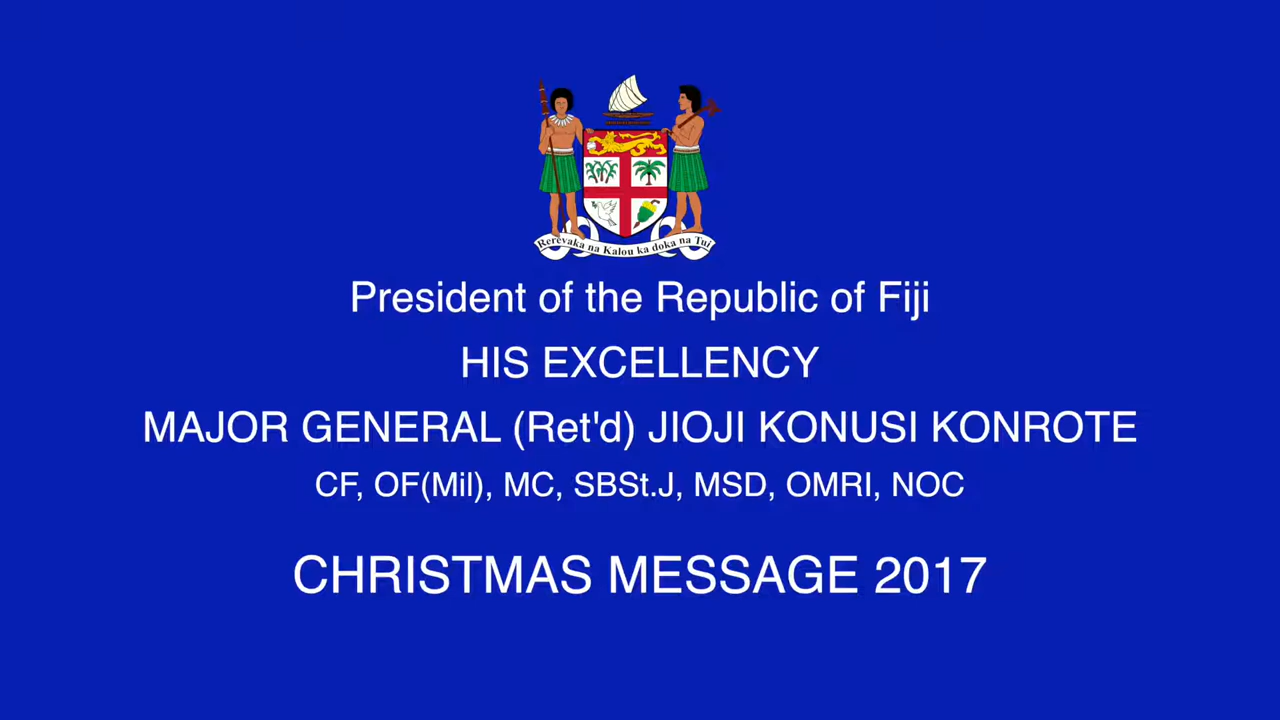 Rerevaka na Kalou ka doka na Tui
President of the Republic of Fiji
HIS EXCELLENCY
MAJOR GENERAL (Ret'd) JIOJI KONUSI KONROTE
CF, OF(Mil), MC, SBSt.J, MSD, OMRI, NOC
CHRISTMAS MESSAGE 2017